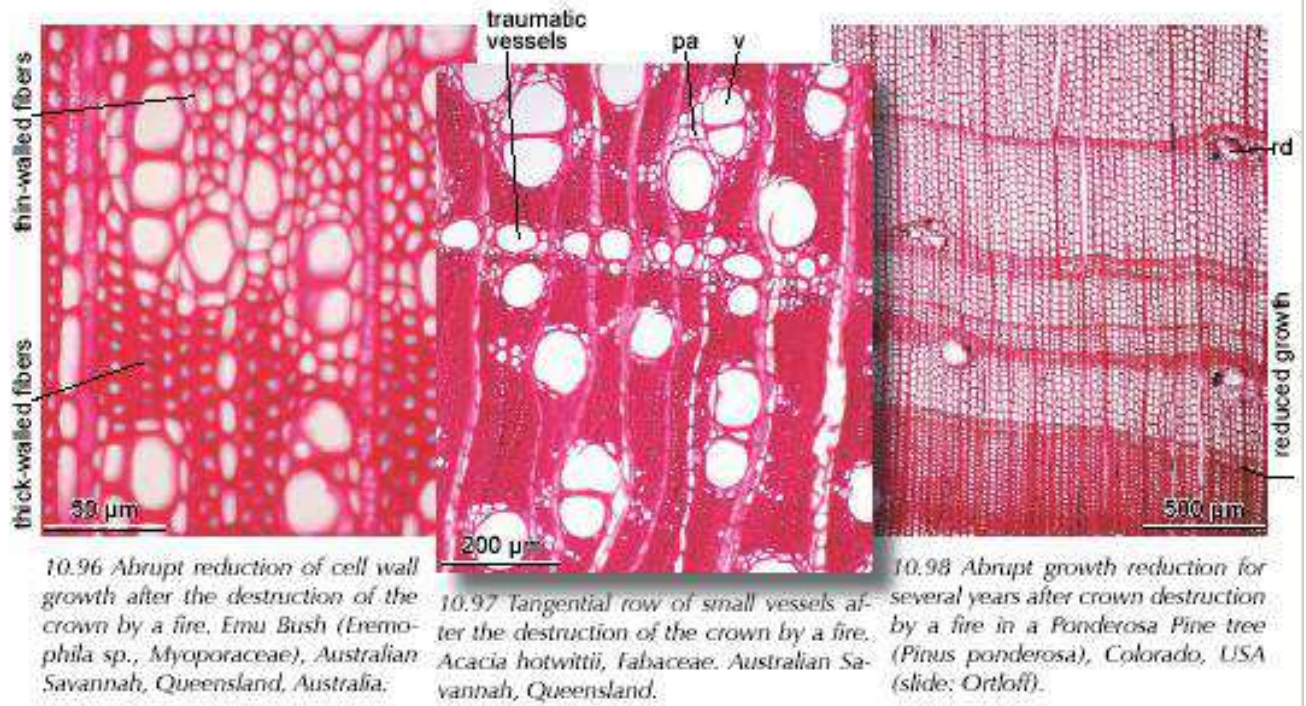 traumatic
vessels
pa
v
thin-walled fibers
thick-walled fibers
rd
reduced growth
50 µm
200 µm
500 µm
10.96 Abrupt reduction of cell wall
growth after the destruction of the
crown by a fire. Emu Bush (Eremo-
phila sp., Myoporaceae), Australian
Savannah, Queensland, Australia.
10.97 Tangential row of small vessels af-
ter the destruction of the crown by a fire.
Acacia hotwittii, Fabaceae. Australian Sa-
vannah, Queensland.
10.98 Abrupt growth reduction for
several years after crown destruction
by a fire in a Ponderosa Pine tree
(Pinus ponderosa), Colorado, USA
(slide: Ortloff).